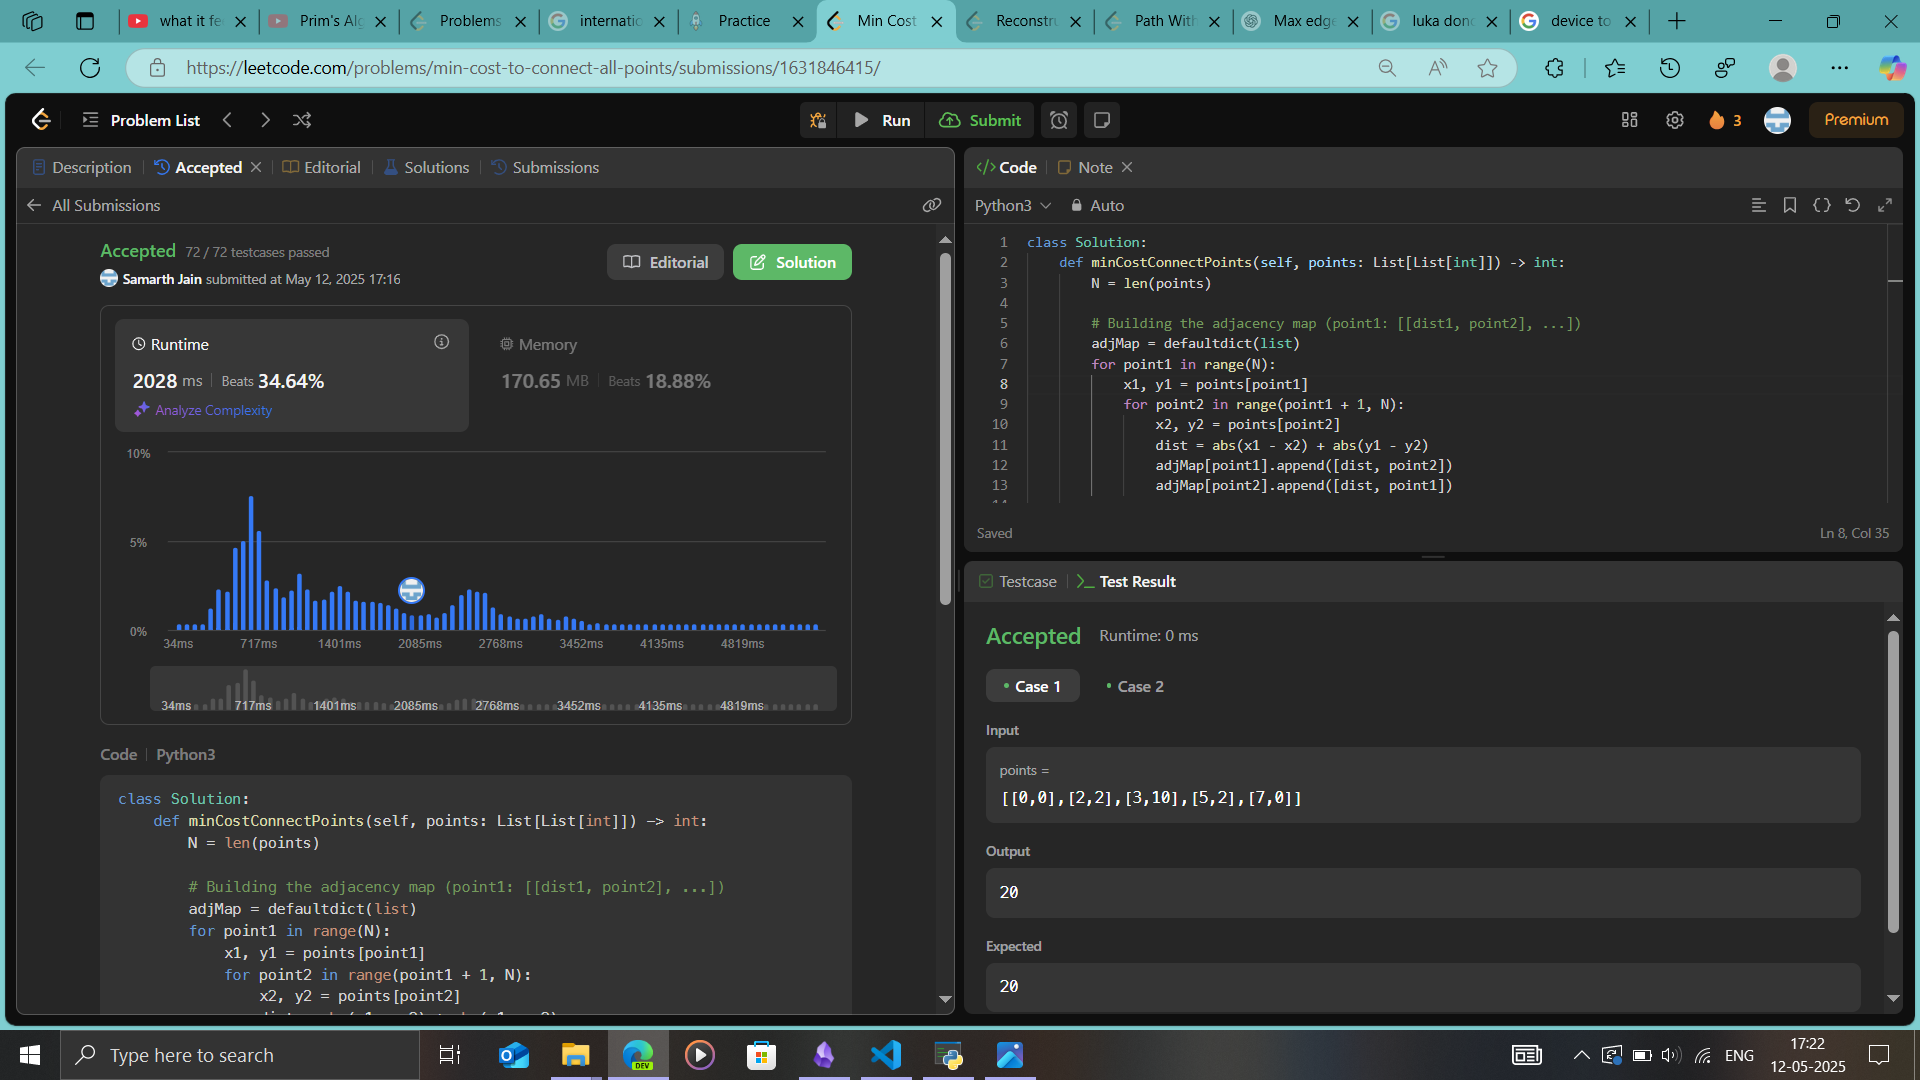 what it fe
Prim's Alg
Problems
internatio
Practice
Min Cost
Reconstru
Path With
Max edge
luka donc
device to
https://leetcode.com/problems/min-cost-to-connect-all-points/submissions/1631846415/
Problem List
Run
Submit
3
Premium
Description
Accepted
Editorial
Solutions
Submissions
All Submissions
Accepted 72 / 72 testcases passed
Samarth Jain submitted at May 12, 2025 17:16
Editorial
Solution
Runtime
2028 ms Beats 34.64%
Analyze Complexity
Memory
170.65 MB Beats 18.88%
10%
5%
0%
34ms 717ms 1401ms 2085ms 2768ms 3452ms 4135ms 4819ms
34ms 717ms 1401ms 2085ms 2768ms 3452ms 4135ms 4819ms
Code Python3
class Solution:
def minCostConnectPoints(self, points: List[List[int]]) -> int:
N = len(points)
# Building the adjacency map (point1: [[dist1, point2], ...])
adjMap = defaultdict(list)
for point1 in range(N):
x1, y1 = points[point1]
for point2 in range(point1 + 1, N):
x2, y2 = points[point2]
</> Code
Note
Python3
Auto
1 class Solution:
2 def minCostConnectPoints(self, points: List[List[int]]) -> int:
3 N = len(points)
4
5 # Building the adjacency map (point1: [[dist1, point2], ...])
6 adjMap = defaultdict(list)
7 for point1 in range(N):
8 x1, y1 = points[point1]
9 for point2 in range(point1 + 1, N):
10 x2, y2 = points[point2]
11 dist = abs(x1 - x2) + abs(y1 - y2)
12 adjMap[point1].append([dist, point2])
13 adjMap[point2].append([dist, point1])
Saved
Ln 8, Col 35
Testcase
>_ Test Result
Accepted Runtime: 0 ms
Case 1
Case 2
Input
points =
[[0,0],[2,2],[3,10],[5,2],[7,0]]
Output
20
Expected
20
Type here to search
DEV
ENG
17:22
12-05-2025